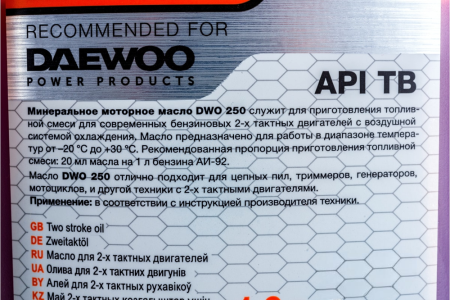 RECOMMENDED FOR
DAEWOO
POWER PRODUCTS
API TB
Минеральное моторное масло DWO 250 служит для приготовления топлив-
ной смеси для современных бензиновых 2-х тактных двигателей с воздушной
системой охлаждения. Масло предназначено для работы в диапазоне темпера-
тур от –20 °C до +30 °C. Рекомендованная пропорция приготовления топливной
смеси: 20 мл масла на 1 л бензина АИ-92.
Масло DWO 250 отлично подходит для цепных пил, триммеров, генераторов,
мотоциклов, и другой техники с 2-х тактными двигателями.
Применение: в соответствии с инструкцией производителя техники.
GB Two stroke oil
DE Zweitaktöl
RU Масло для 2-х тактных двигателей
UA Олива для 2-х тактних двигунів
BY Алей для 2-х тактных рухавікоў
KZ Май 2-х тактных